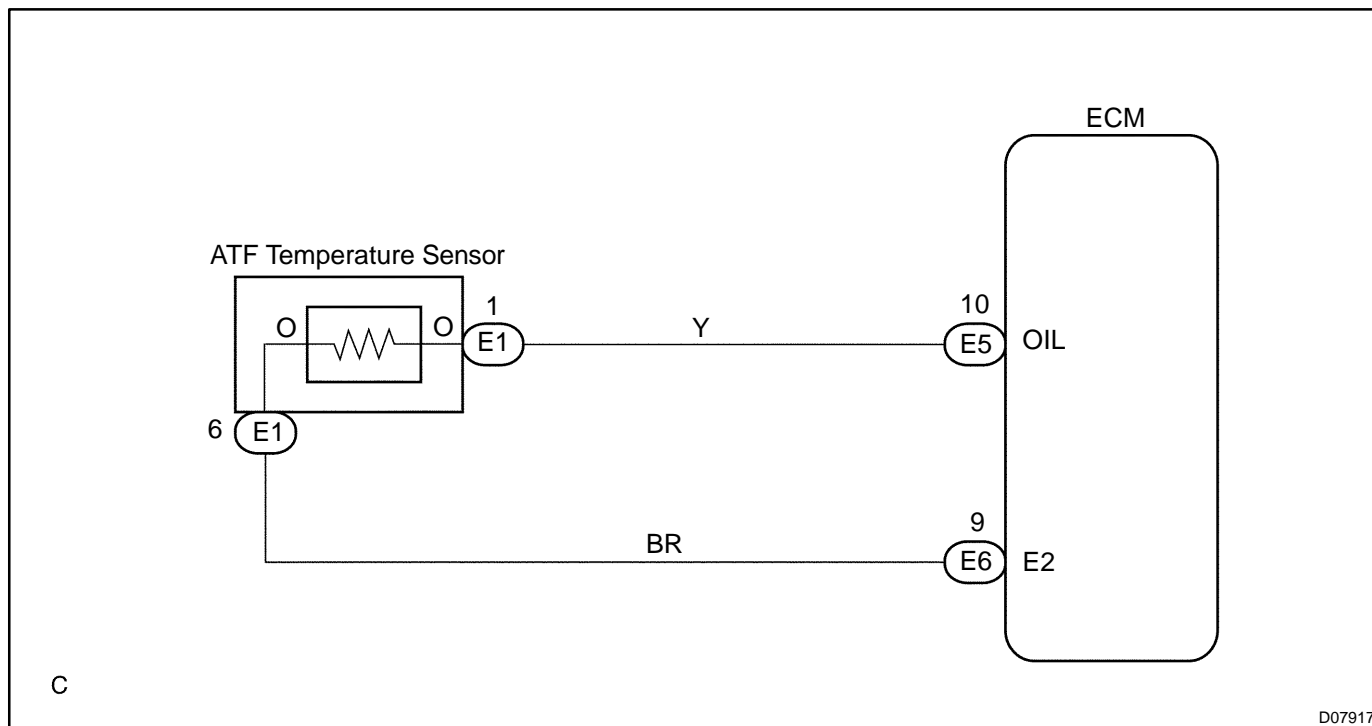 ECM
ATF Temperature Sensor
O
O
1
E1
Y
10
E5
OIL
6
E1
BR
9
E6
E2
C
D07917